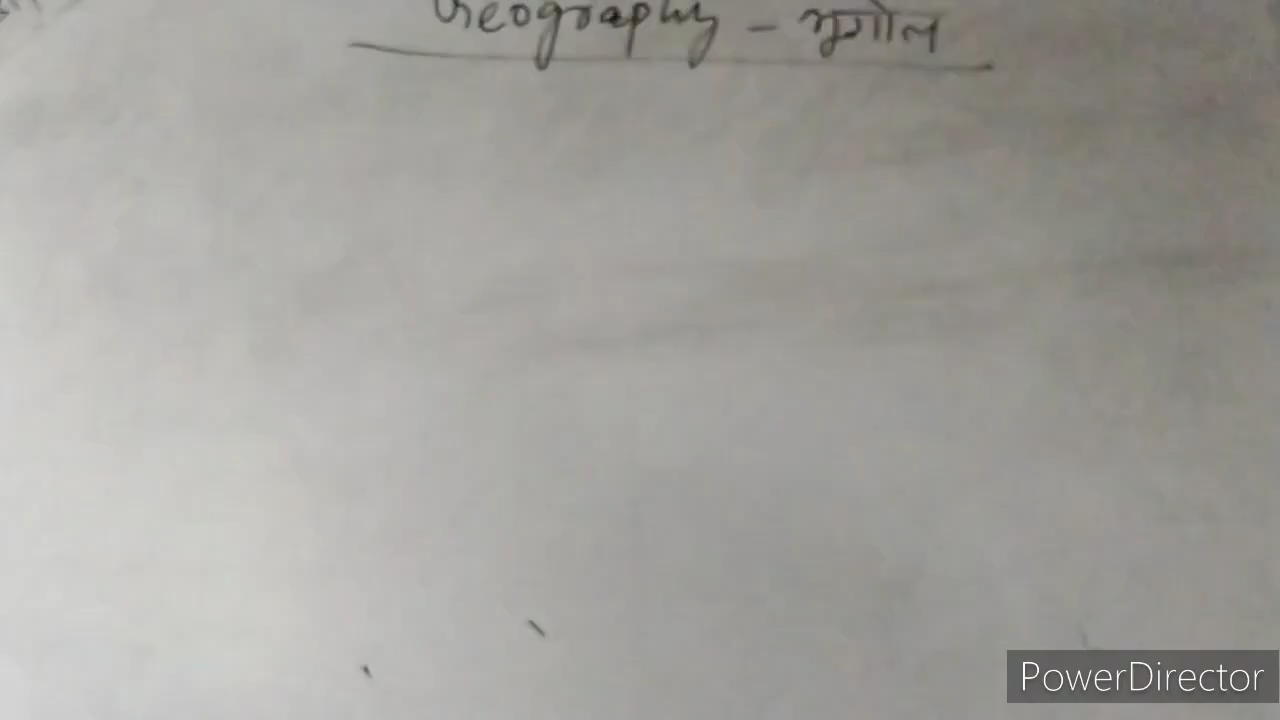 Geography - भूगोल
PowerDirector